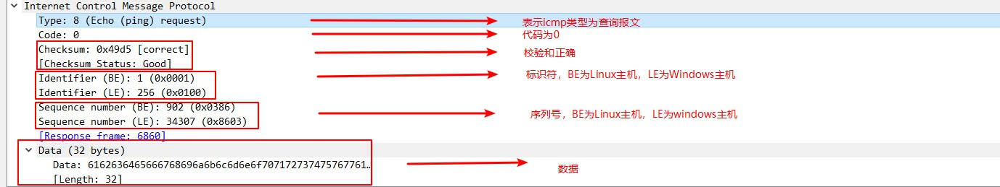 Internet Control Message Protocol
Type: 8 (Echo (ping) request)
表示icmp类型为查询报文
Code: 0
代码为0
Checksum: 0x49d5 [correct]
校验和正确
[Checksum Status: Good]
Identifier (BE): 1 (0x0001)
标识符，BE为Linux主机，LE为Windows主机
Identifier (LE): 256 (0x0100)
Sequence number (BE): 902 (0x0386)
序列号，BE为Linux主机，LE为windows主机
Sequence number (LE): 34307 (0x8603)
[Response frame: 6860]
Data (32 bytes)
Data: 6162636465666768696a6b6c6d6e6f707172737475767761…
数据
[Length: 32]